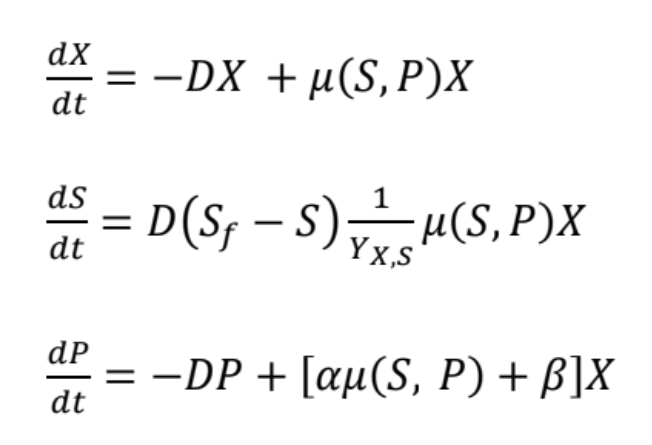 dX/dt = −DX + μ(S, P)X
dS/dt = D(S_f − S) 1/Y_{X,S} μ(S, P)X
dP/dt = −DP + [αμ(S, P) + β]X